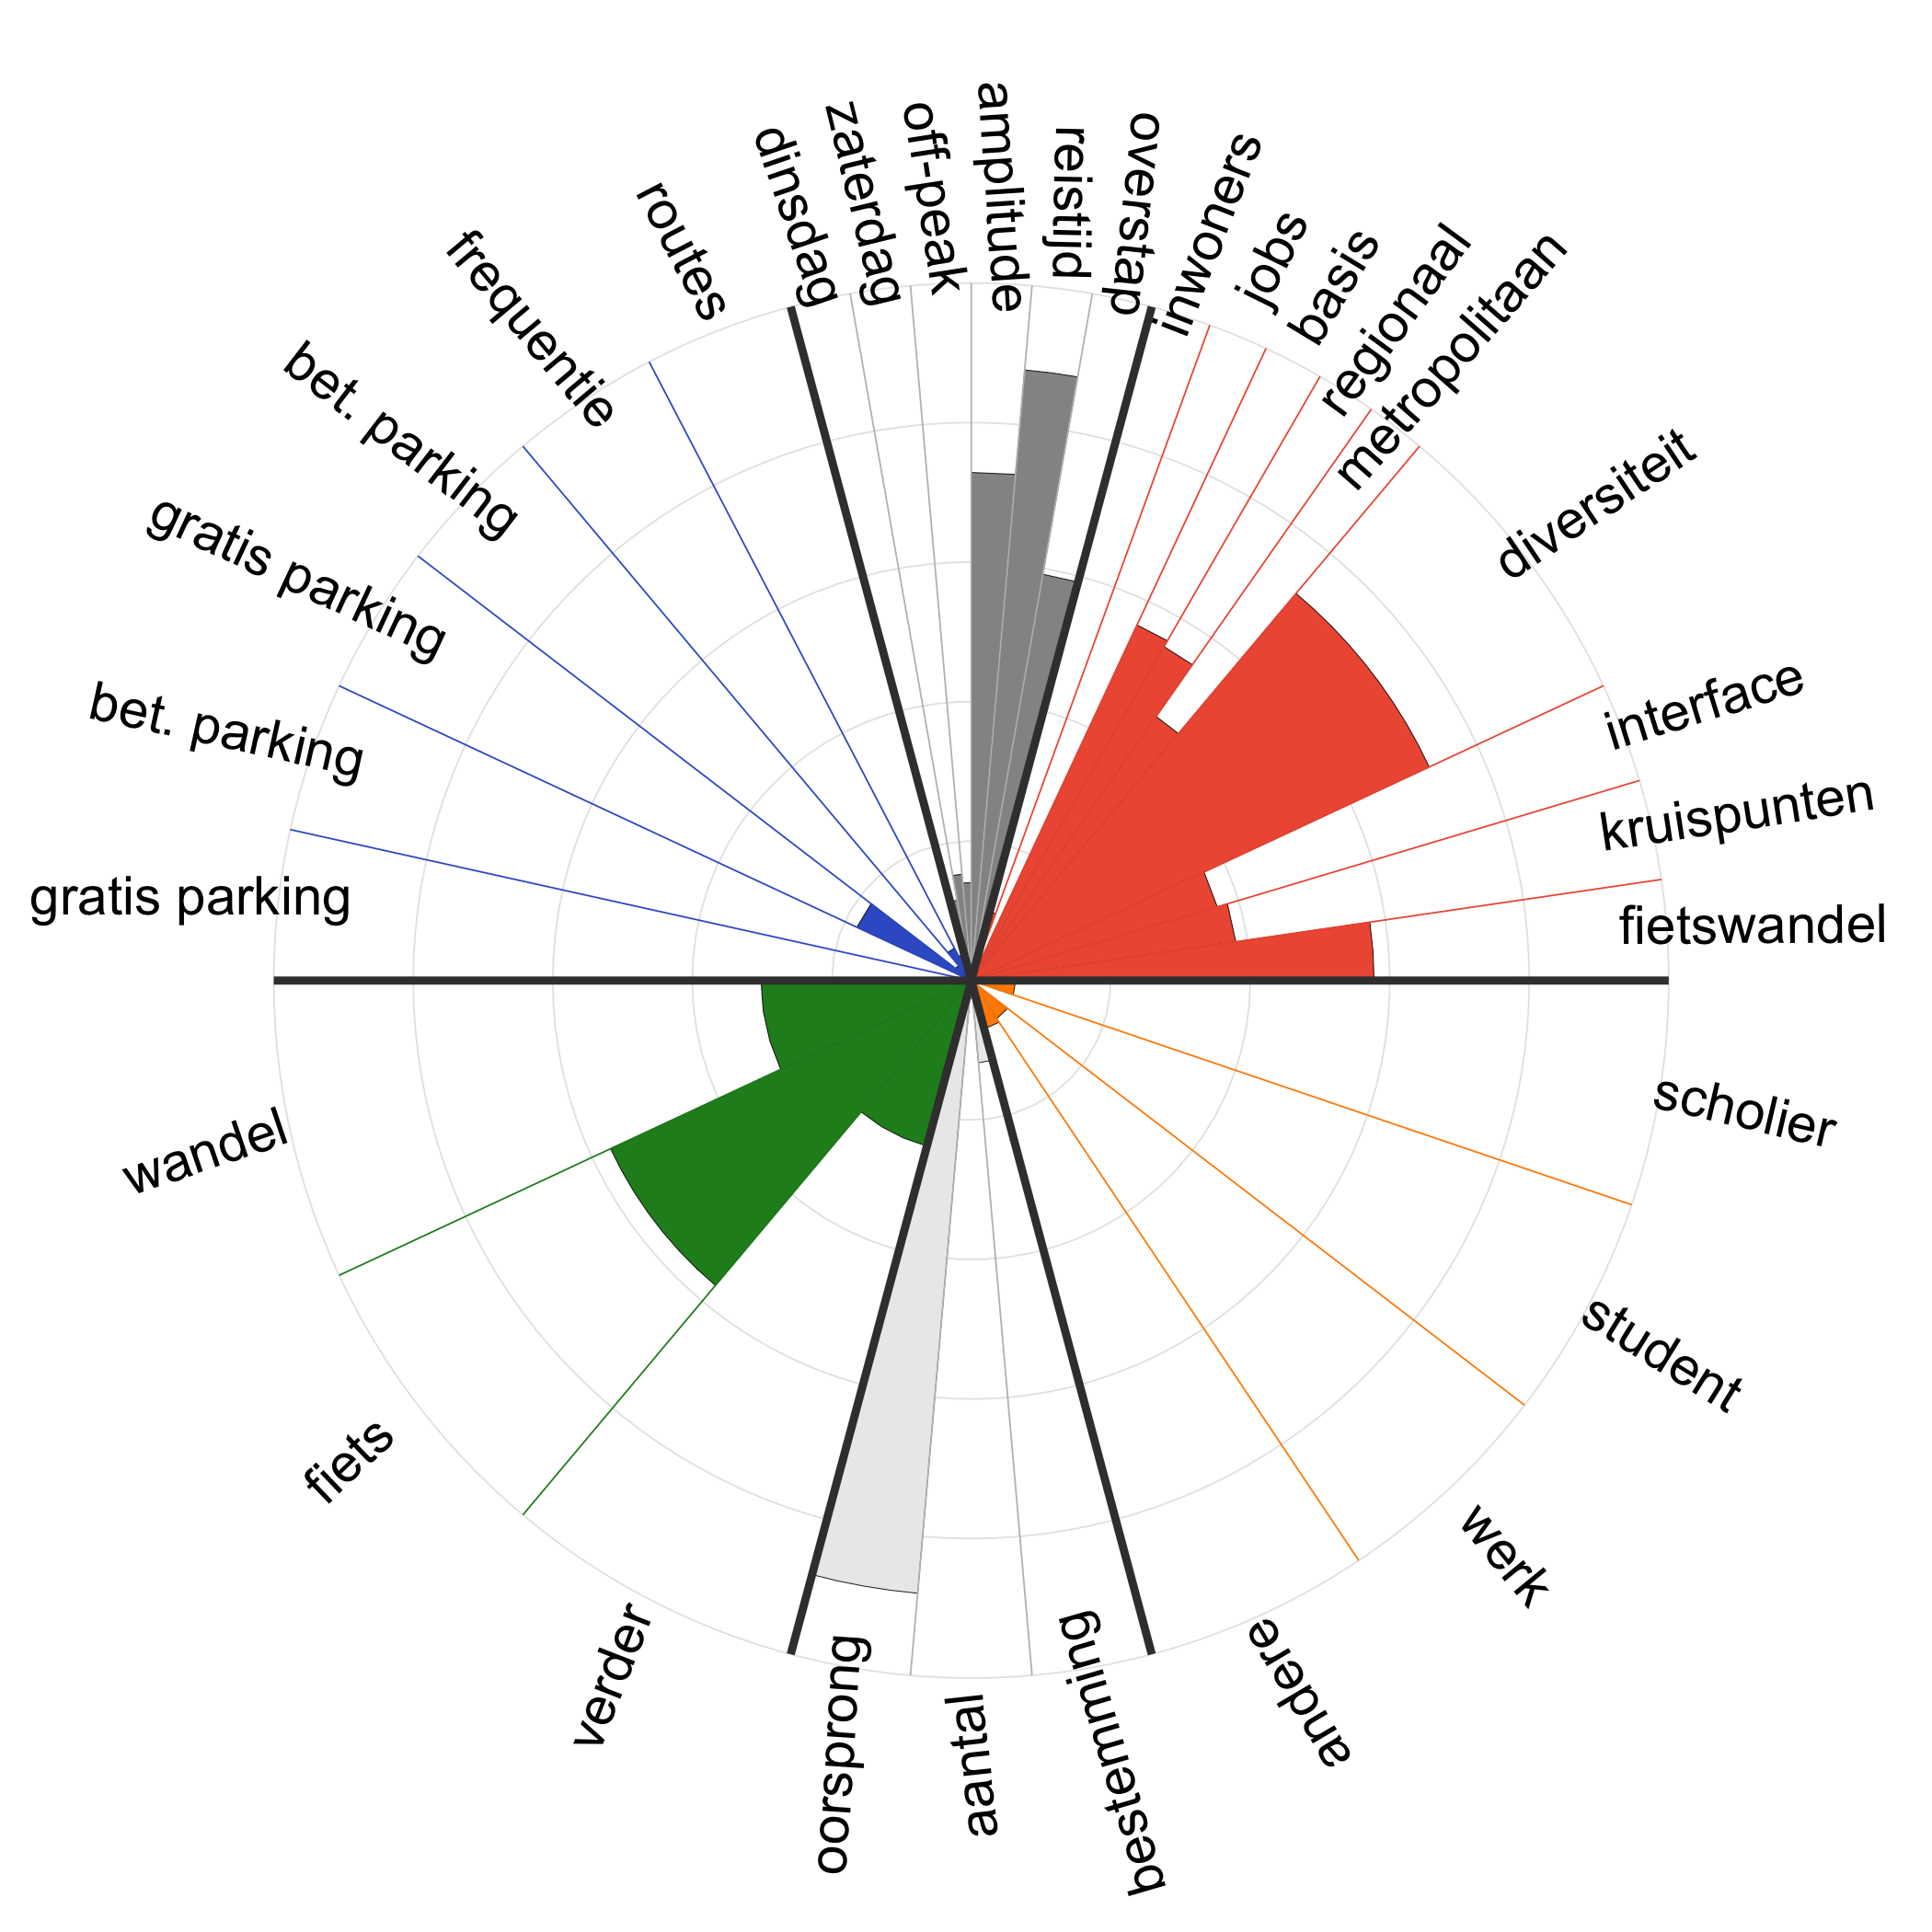 dinsdag
zaterdag
off-peak
amplitude
reistijd
overstap
inwoners
jobs
basis
regionaal
metropolitaan
diversiteit
interface
kruispunten
fietswandel
scholier
student
werk
andere
bestemming
aantal
oorsprong
verder
fiets
wandel
gratis parking
bet. parking
gratis parking
bet. parking
frequentie
routes